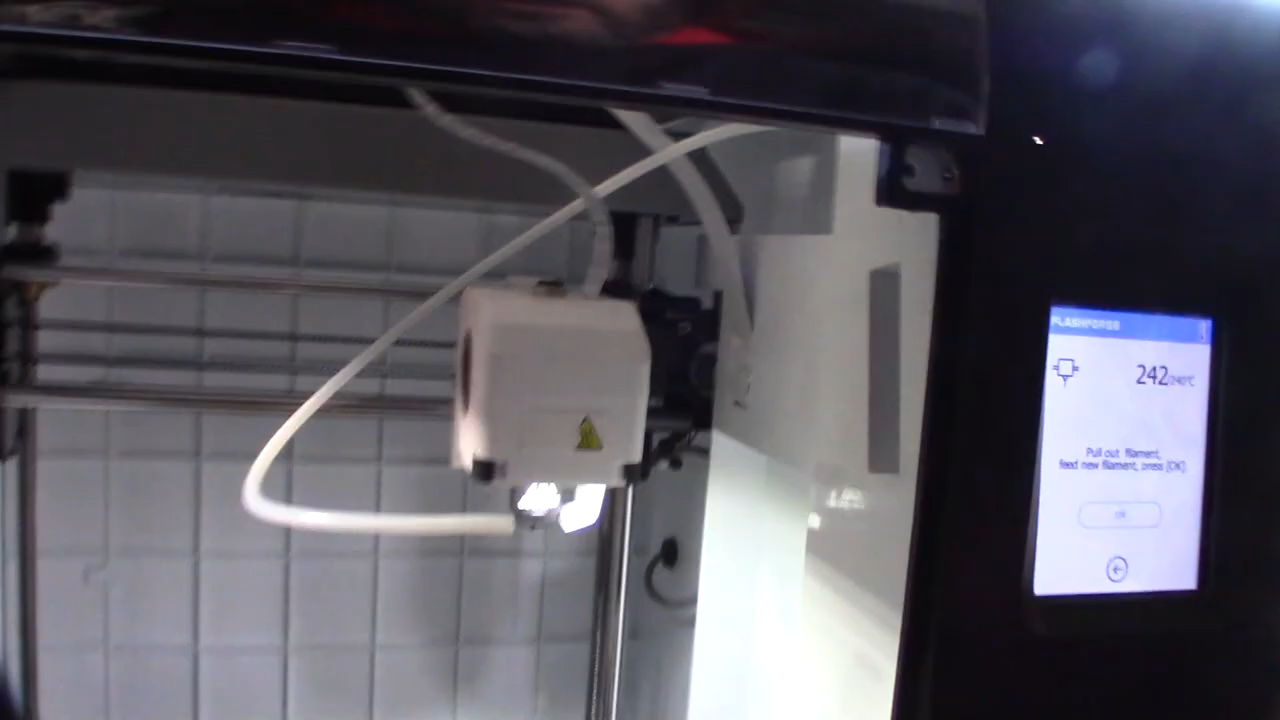 FLASHFORGE
242/240°C
Pull out filament,
feed new filament, press [OK]
ok